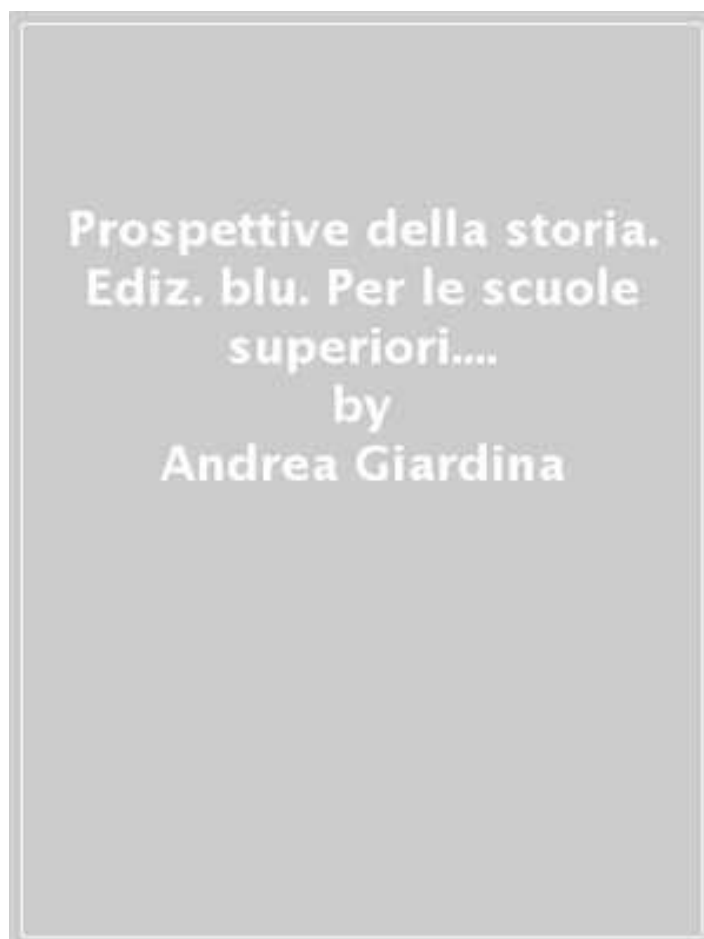 Prospettive della storia.
Ediz. blu. Per le scuole
superiori....
by
Andrea Giardina